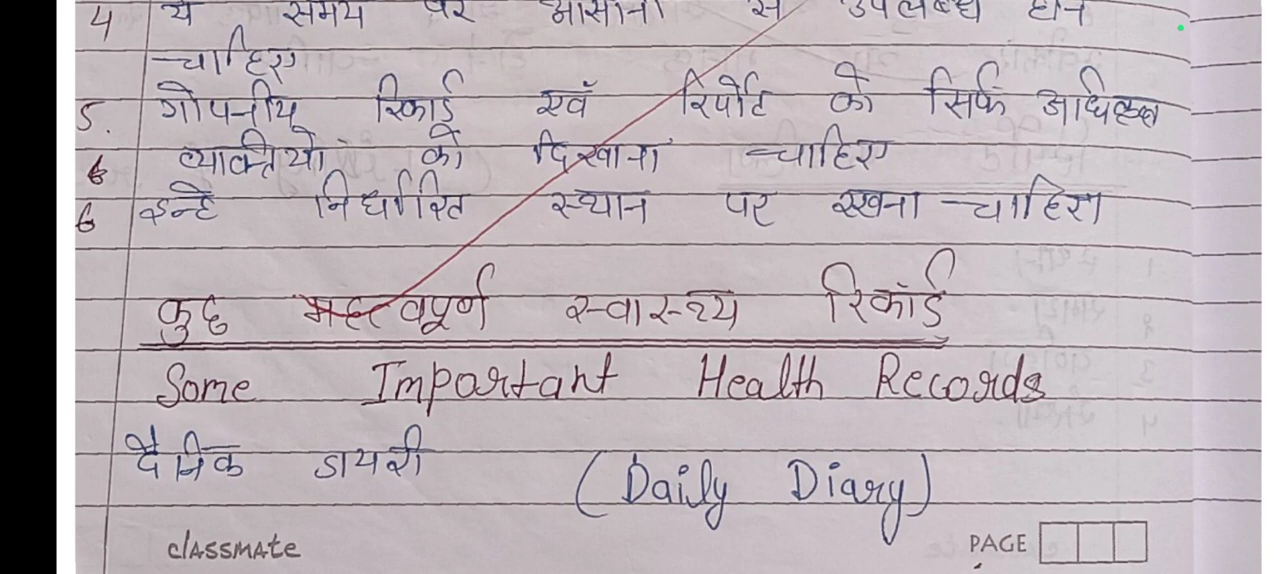 4 ये समय पर आसानी से उपलब्ध होने
चाहिए
5. गोपनीय रिकार्ड एवं रिपोर्ट को सिर्फ अधिकृत
6 व्यक्तियों को दिखाना चाहिए
6 इन्हे निर्धारित स्थान पर रखना चाहिए
कुछ महत्वपूर्ण स्वास्थ्य रिकॉर्ड
Some Important Health Records
दैनिक डायरी (Daily Diary)
classmate PAGE